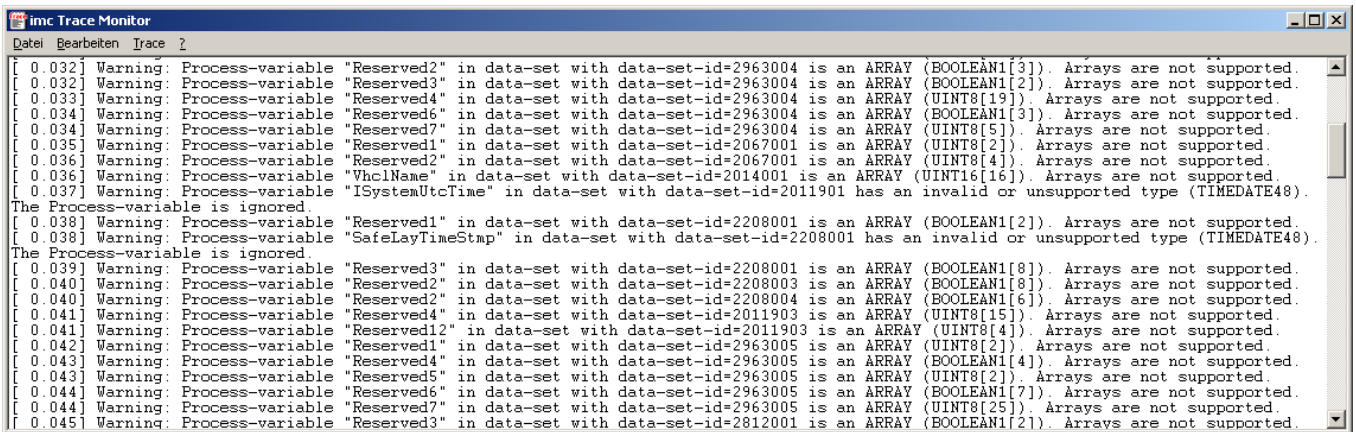 imc Trace Monitor
Datei Bearbeiten Trace ?
[ 0.032] Warning: Process-variable "Reserved2" in data-set with data-set-id=2963004 is an ARRAY (BOOLEAN1[3]). Arrays are not supported.
[ 0.032] Warning: Process-variable "Reserved3" in data-set with data-set-id=2963004 is an ARRAY (BOOLEAN1[2]). Arrays are not supported.
[ 0.033] Warning: Process-variable "Reserved4" in data-set with data-set-id=2963004 is an ARRAY (UINT8[19]). Arrays are not supported.
[ 0.034] Warning: Process-variable "Reserved6" in data-set with data-set-id=2963004 is an ARRAY (BOOLEAN1[3]). Arrays are not supported.
[ 0.034] Warning: Process-variable "Reserved7" in data-set with data-set-id=2963004 is an ARRAY (UINT8[5]). Arrays are not supported.
[ 0.035] Warning: Process-variable "Reserved1" in data-set with data-set-id=2067001 is an ARRAY (UINT8[2]). Arrays are not supported.
[ 0.036] Warning: Process-variable "Reserved2" in data-set with data-set-id=2067001 is an ARRAY (UINT8[4]). Arrays are not supported.
[ 0.036] Warning: Process-variable "VhclName" in data-set with data-set-id=2014001 is an ARRAY (UINT16[16]). Arrays are not supported.
[ 0.037] Warning: Process-variable "ISystemUtcTime" in data-set with data-set-id=2011901 has an invalid or unsupported type (TIMEDATE48).
The Process-variable is ignored.
[ 0.038] Warning: Process-variable "Reserved1" in data-set with data-set-id=2208001 is an ARRAY (BOOLEAN1[2]). Arrays are not supported.
[ 0.038] Warning: Process-variable "SafeLayTimeStmp" in data-set with data-set-id=2208001 has an invalid or unsupported type (TIMEDATE48).
The Process-variable is ignored.
[ 0.039] Warning: Process-variable "Reserved3" in data-set with data-set-id=2208001 is an ARRAY (BOOLEAN1[8]). Arrays are not supported.
[ 0.040] Warning: Process-variable "Reserved2" in data-set with data-set-id=2208003 is an ARRAY (BOOLEAN1[8]). Arrays are not supported.
[ 0.040] Warning: Process-variable "Reserved2" in data-set with data-set-id=2208004 is an ARRAY (BOOLEAN1[6]). Arrays are not supported.
[ 0.041] Warning: Process-variable "Reserved4" in data-set with data-set-id=2011903 is an ARRAY (UINT8[15]). Arrays are not supported.
[ 0.041] Warning: Process-variable "Reserved12" in data-set with data-set-id=2011903 is an ARRAY (UINT8[4]). Arrays are not supported.
[ 0.042] Warning: Process-variable "Reserved1" in data-set with data-set-id=2963005 is an ARRAY (UINT8[2]). Arrays are not supported.
[ 0.043] Warning: Process-variable "Reserved4" in data-set with data-set-id=2963005 is an ARRAY (BOOLEAN1[4]). Arrays are not supported.
[ 0.043] Warning: Process-variable "Reserved5" in data-set with data-set-id=2963005 is an ARRAY (UINT8[2]). Arrays are not supported.
[ 0.044] Warning: Process-variable "Reserved6" in data-set with data-set-id=2963005 is an ARRAY (BOOLEAN1[7]). Arrays are not supported.
[ 0.044] Warning: Process-variable "Reserved7" in data-set with data-set-id=2963005 is an ARRAY (UINT8[25]). Arrays are not supported.
[ 0.045] Warning: Process-variable "Reserved3" in data-set with data-set-id=2812001 is an ARRAY (BOOLEAN1[2]). Arrays are not supported.